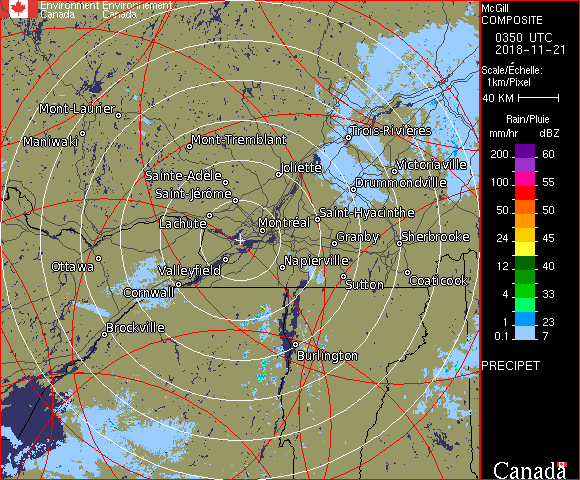 Environment Environnement
Canada Canada
McGill
COMPOSITE
0350 UTC
2018-11-21
Scale/Échelle:
1km/Pixel
40 KM
Rain/Pluie
mm/hr dBZ
200 60
100 55
50 50
24 45
12 40
4 33
2 30
1 23
0.1 7
PRECIPET
Canada
Mont-Laurier
Maniwaki
Mont-Tremblant
Trois-Rivières
Sainte-Adèle
Joliette
Victoriaville
Saint-Jérôme
Drummondville
Lachute
Montréal
Saint-Hyacinthe
Granby
Sherbrooke
Ottawa
Valleyfield
Napierville
Cornwall
Sutton
Coaticook
Brockville
Burlington